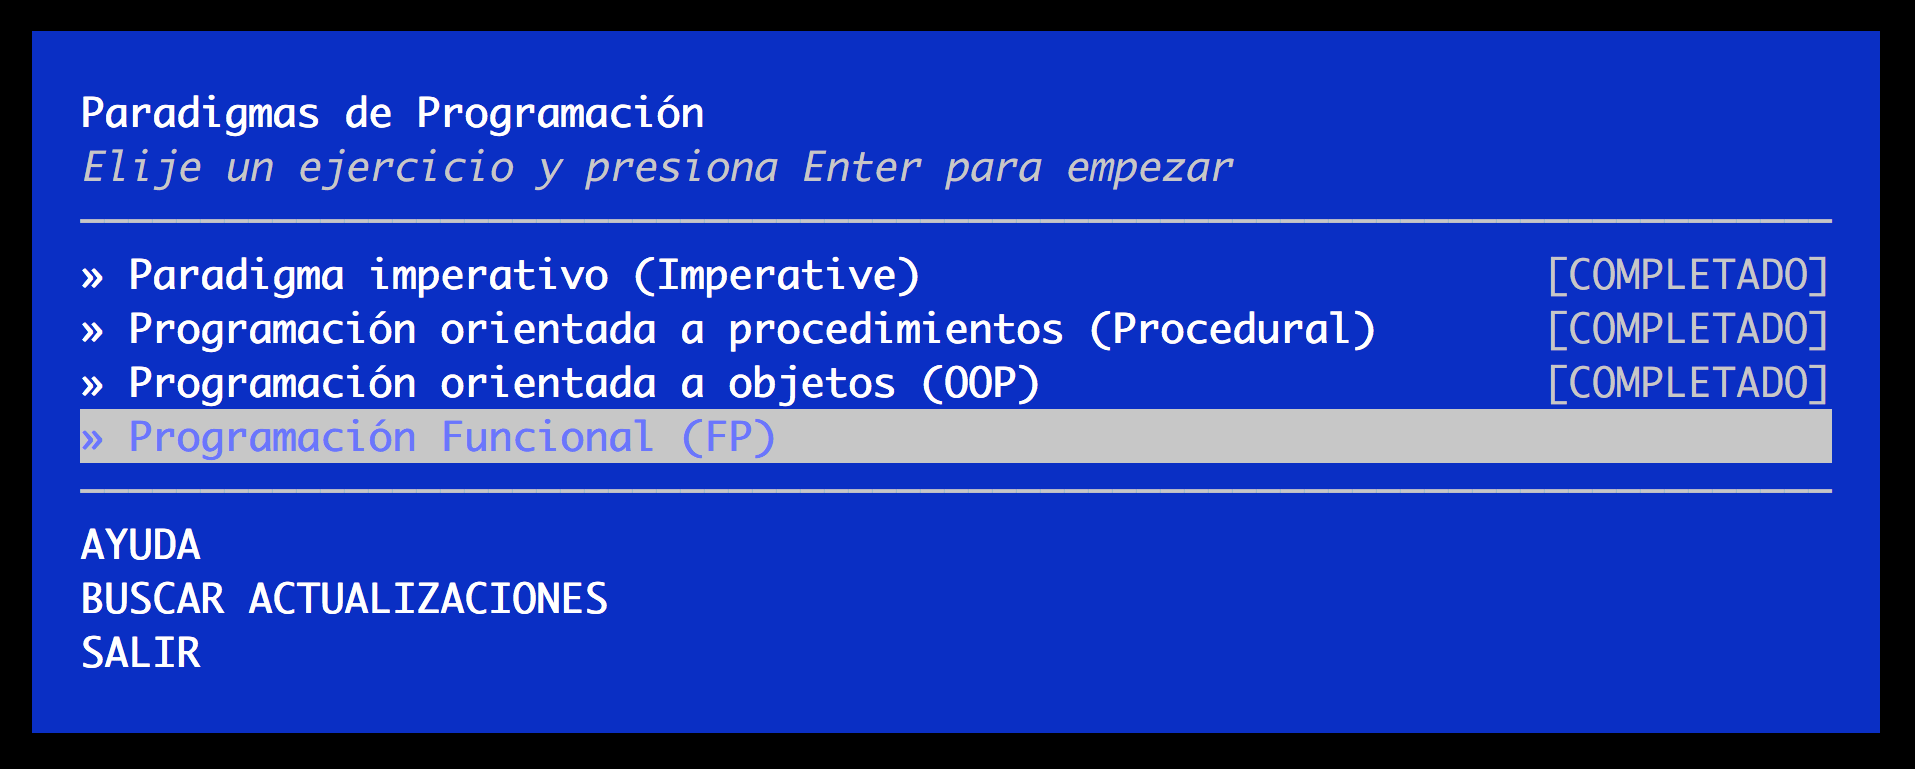 Paradigmas de Programación
Elije un ejercicio y presiona Enter para empezar
» Paradigma imperativo (Imperative) [COMPLETADO]
» Programación orientada a procedimientos (Procedural) [COMPLETADO]
» Programación orientada a objetos (OOP) [COMPLETADO]
» Programación Funcional (FP)
AYUDA
BUSCAR ACTUALIZACIONES
SALIR